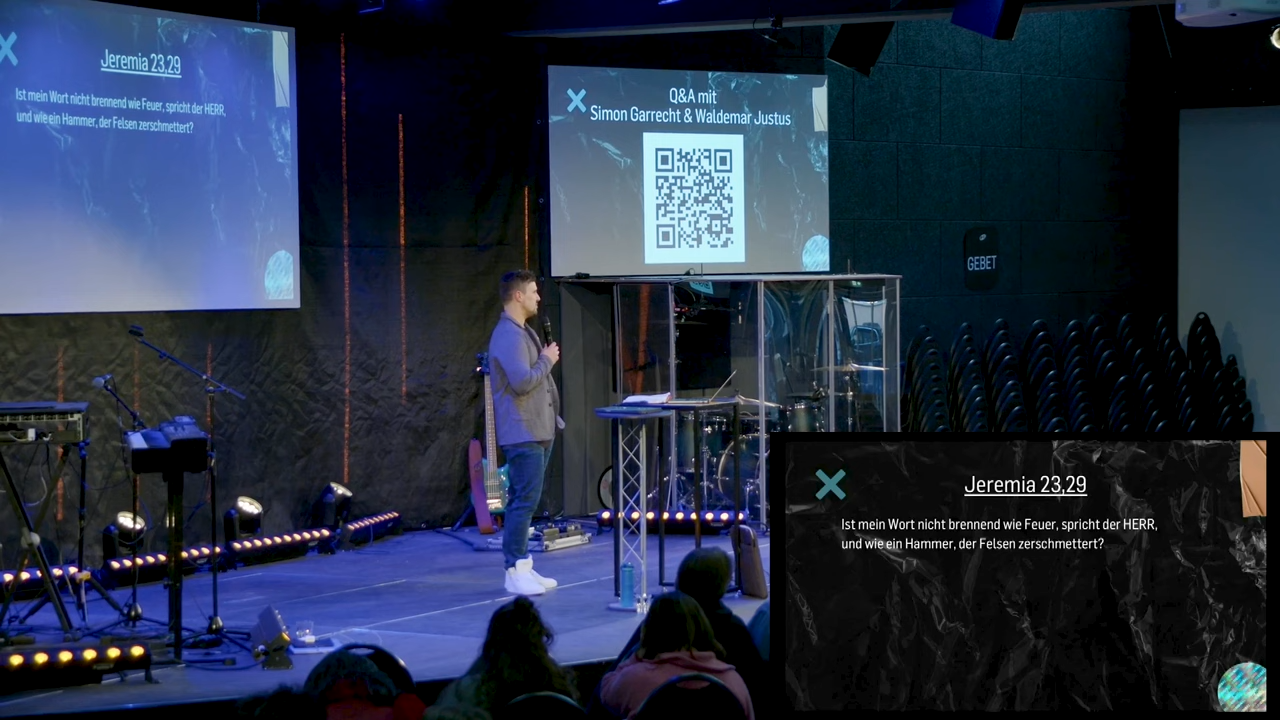 Jeremia 23,29
Ist mein Wort nicht brennend wie Feuer, spricht der HERR,
und wie ein Hammer, der Felsen zerschmettert?
Q&A mit
Simon Garrecht & Waldemar Justus
GEBET
Jeremia 23,29
Ist mein Wort nicht brennend wie Feuer, spricht der HERR,
und wie ein Hammer, der Felsen zerschmettert?